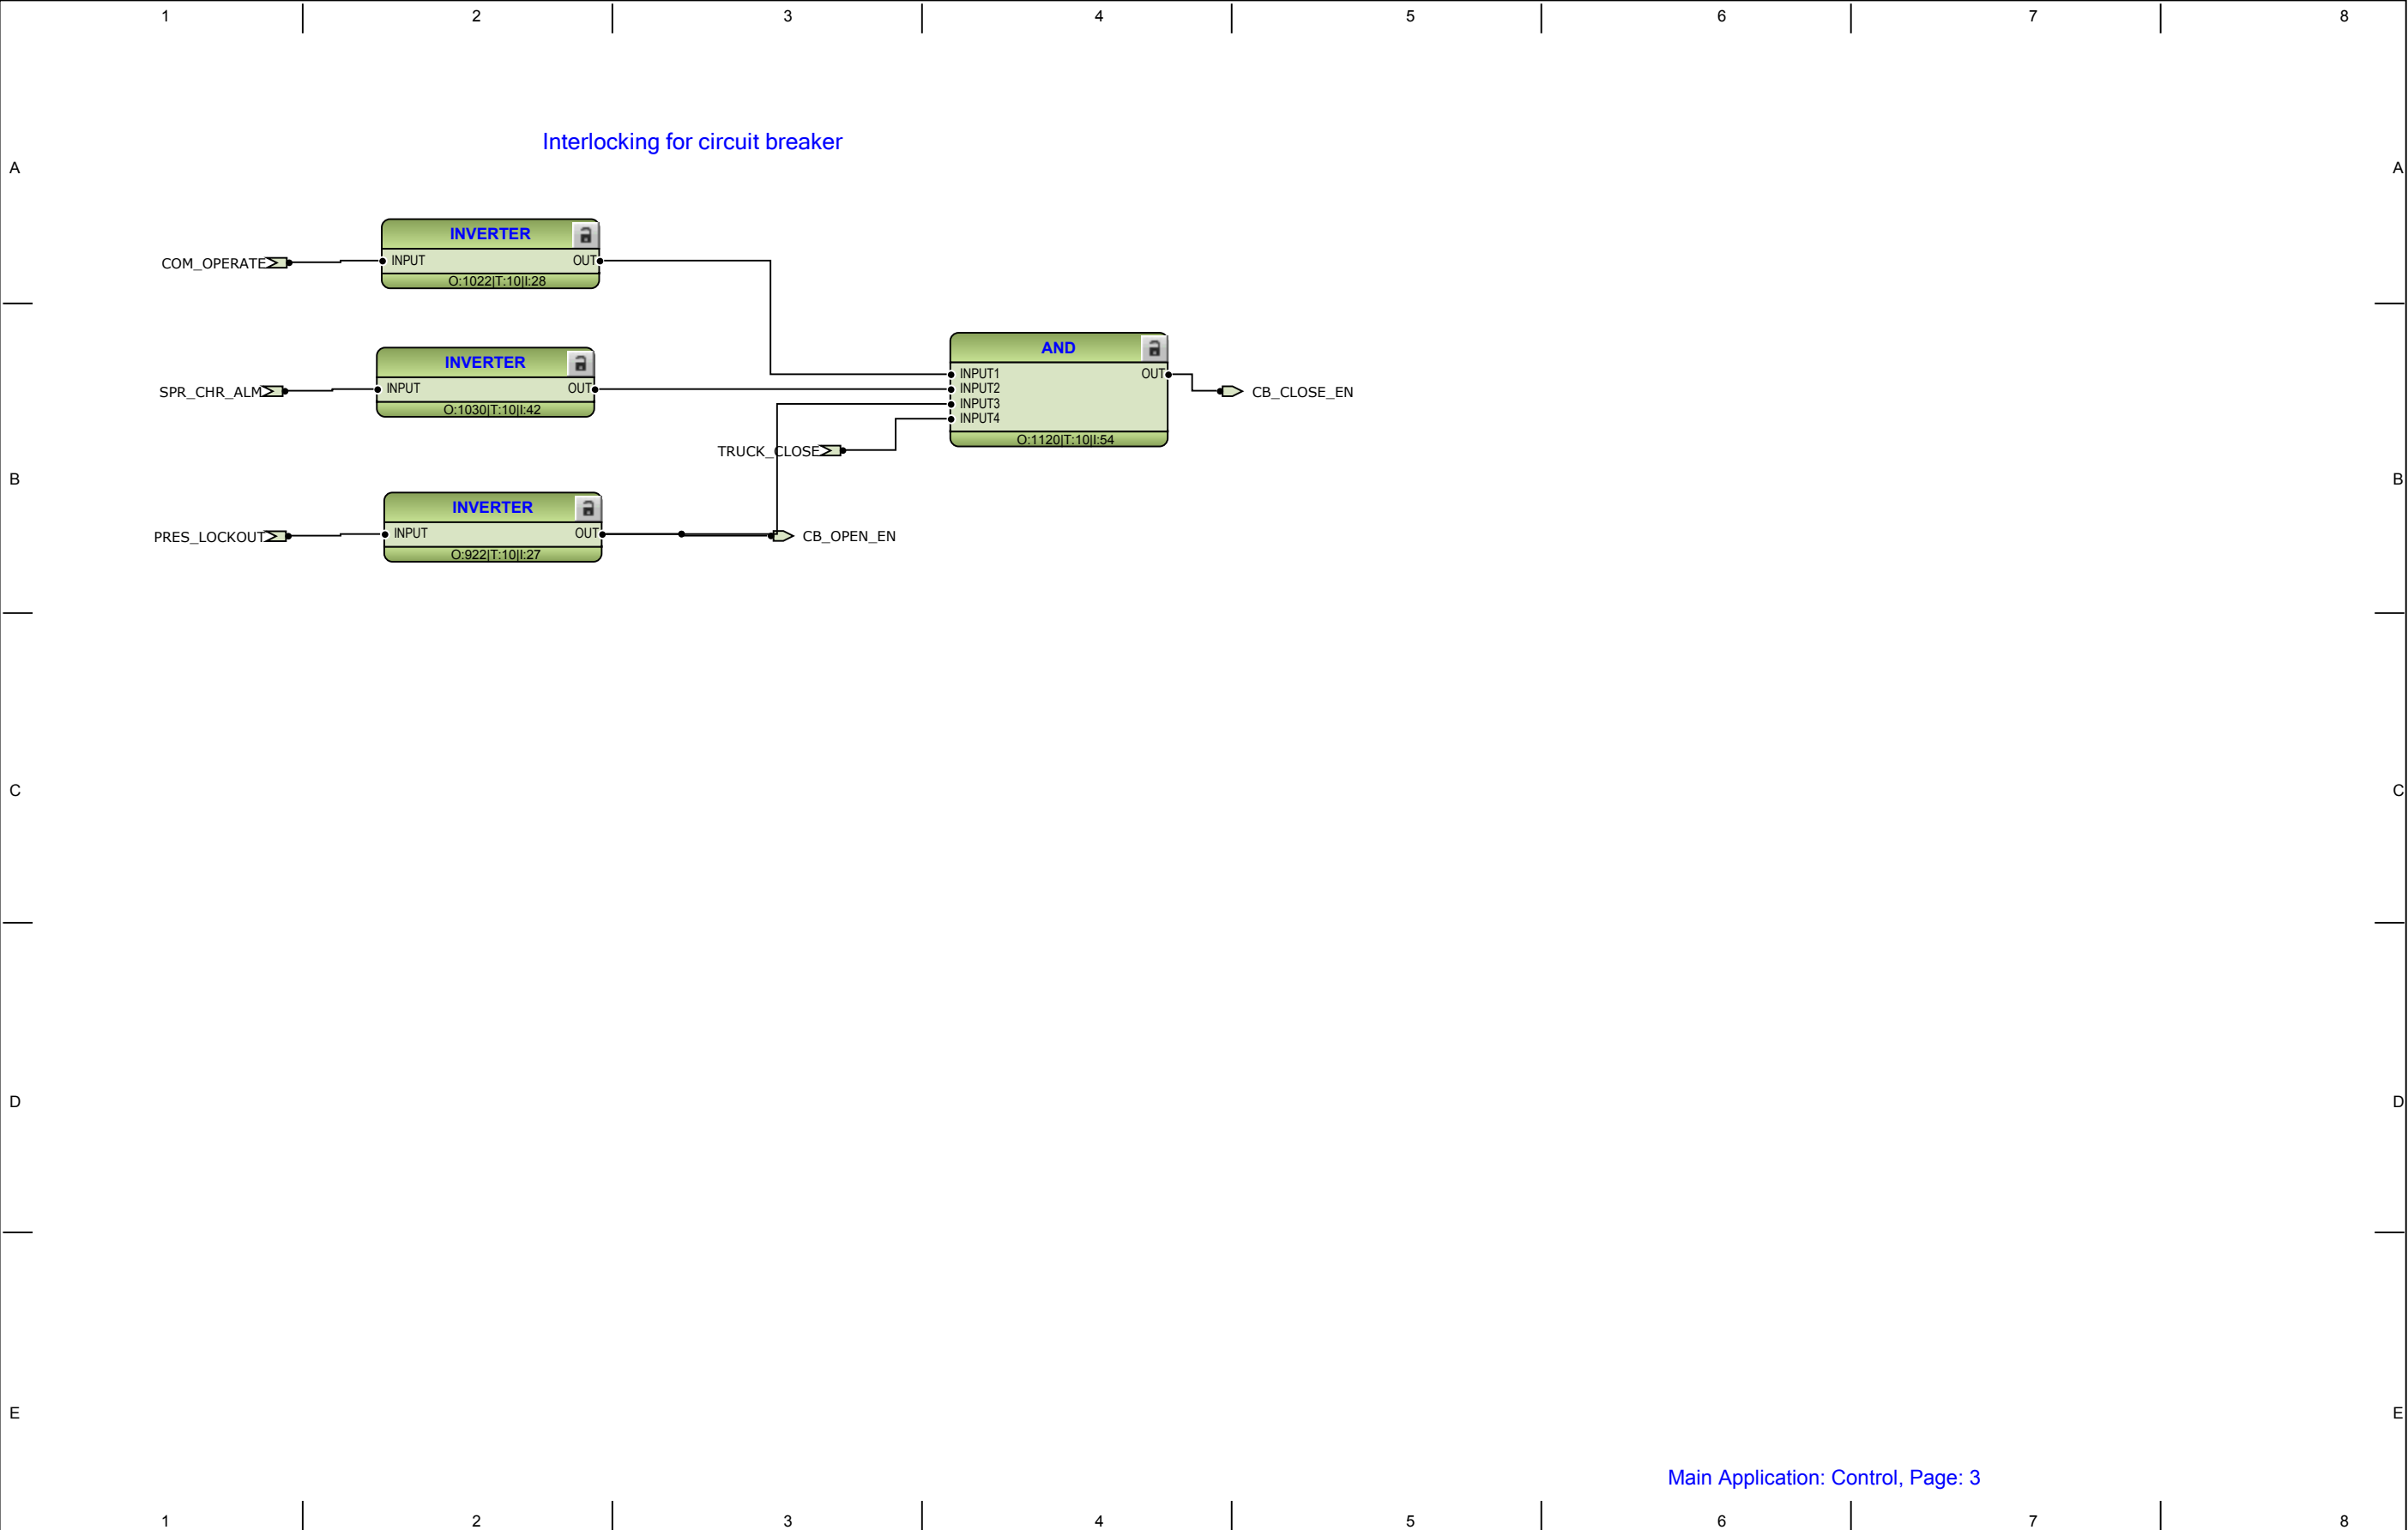 1 2 3 4 5 6 7 8
Interlocking for circuit breaker
A A
INVERTER
COM_OPERATE INPUT OUT
O:1022|T:10|I:28
INVERTER
SPR_CHR_ALM INPUT OUT
O:1030|T:10|I:42
AND
INPUT1 OUT
INPUT2
INPUT3
INPUT4
O:1120|T:10|I:54
CB_CLOSE_EN
TRUCK_CLOSE
B B
INVERTER
PRES_LOCKOUT INPUT OUT
O:922|T:10|I:27
CB_OPEN_EN
C C
D D
E E
Main Application: Control, Page: 3
1 2 3 4 5 6 7 8